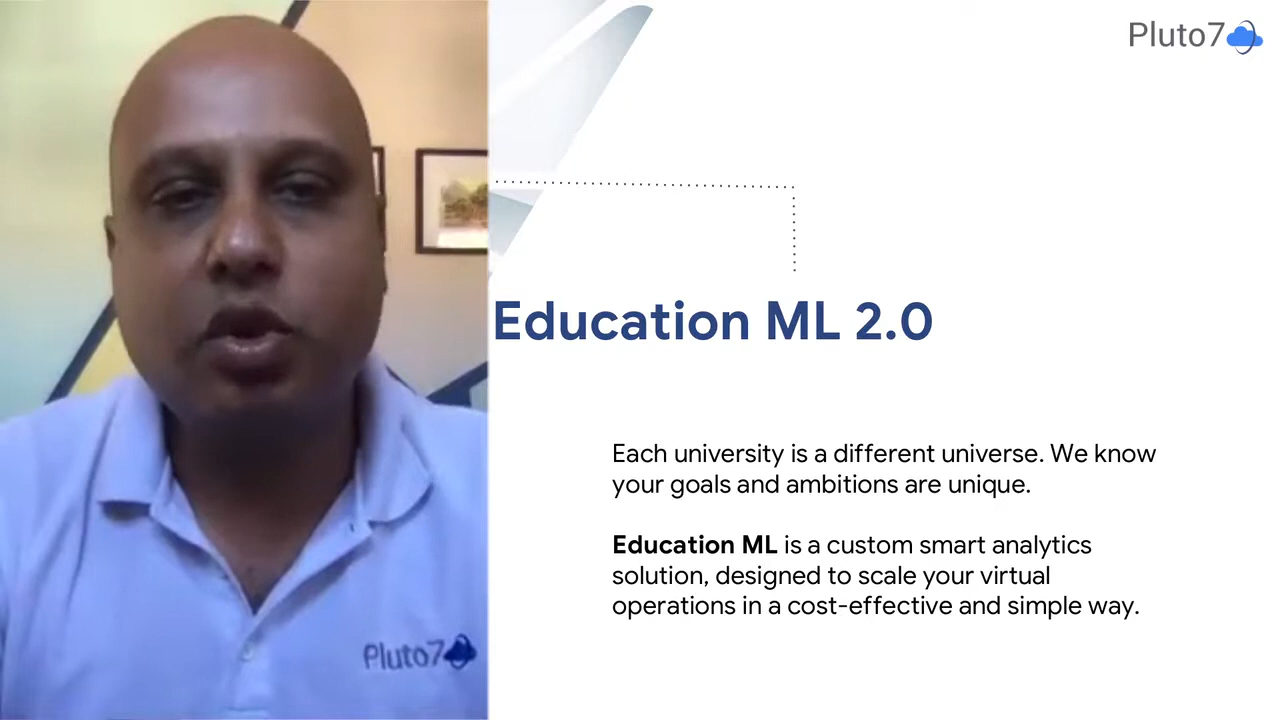 Pluto7
Education ML 2.0
Each university is a different universe. We know
your goals and ambitions are unique.
Education ML is a custom smart analytics
solution, designed to scale your virtual
operations in a cost-effective and simple way.
Pluto7